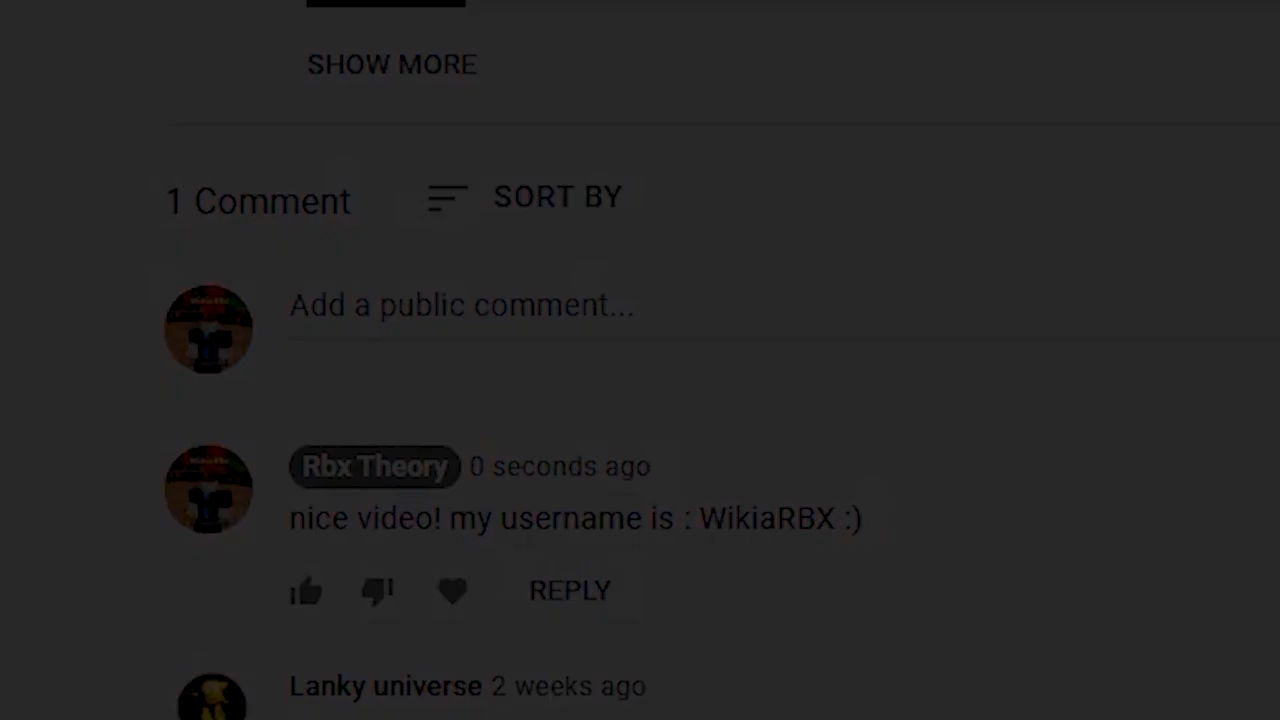 SHOW MORE
1 Comment
SORT BY
Add a public comment...
Rbx Theory 0 seconds ago
nice video! my username is : WikiaRBX :)
REPLY
Lanky universe 2 weeks ago